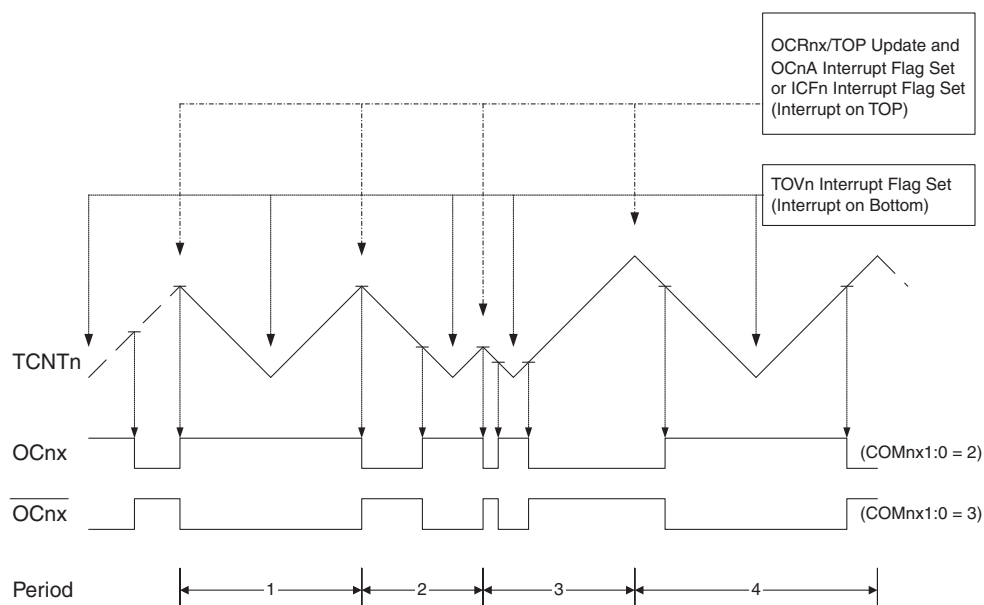 OCRnx/TOP Update and
OCnA Interrupt Flag Set
or ICFn Interrupt Flag Set
(Interrupt on TOP)
TOVn Interrupt Flag Set
(Interrupt on Bottom)
TCNTn
OCnx
(COMnx1:0 = 2)
OCnx
(COMnx1:0 = 3)
Period
1
2
3
4